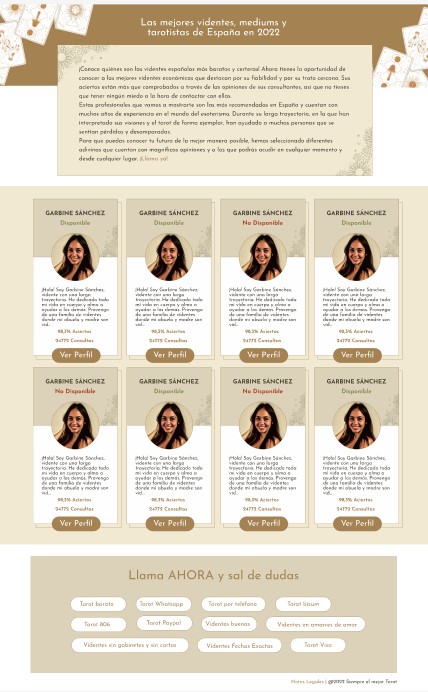 Las mejores videntes, mediums y
tarotistas de España en 2022
¡Conoce quiénes son las videntes españolas más baratas y certeras! Ahora tienes la oportunidad de
conocer a las mejores videntes económicas que destacan por su fiabilidad y por su trato cercano. Sus
aciertos están más que comprobados a través de las opiniones de sus consultantes, así que no tienes
que tener ningún miedo a la hora de contactar con ellas.
Estas profesionales que vamos a mostrarte son las más recomendadas en España y cuentan con
muchos años de experiencia en el mundo del esoterismo. Durante su larga trayectoria, en la que han
interpretado sus visiones y el tarot de forma ejemplar, han ayudado a muchas personas que se
sentían perdidas y desamparadas.
Para que puedas conocer tu futuro de la mejor manera posible, hemos seleccionado diferentes
adivinas que cuentan con magníficas opiniones y a las que podrás acudir en cualquier momento y
desde cualquier lugar. ¡Llama ya!
GARBINE SÁNCHEZ
Disponible
¡Hola! Soy Garbine Sánchez,
vidente con una larga
trayectoria. He dedicado toda
mi vida en cuerpo y alma a
ayudar a los demás. Provengo
de una familia de videntes
donde mi abuela y madre son
vid...
98,3% Aciertos
24772 Consultas
Ver Perfil
GARBINE SÁNCHEZ
Disponible
¡Hola! Soy Garbine Sánchez,
vidente con una larga
trayectoria. He dedicado toda
mi vida en cuerpo y alma a
ayudar a los demás. Provengo
de una familia de videntes
donde mi abuela y madre son
vid...
98,3% Aciertos
24772 Consultas
Ver Perfil
GARBINE SÁNCHEZ
No Disponible
¡Hola! Soy Garbine Sánchez,
vidente con una larga
trayectoria. He dedicado toda
mi vida en cuerpo y alma a
ayudar a los demás. Provengo
de una familia de videntes
donde mi abuela y madre son
vid...
98,3% Aciertos
24772 Consultas
Ver Perfil
GARBINE SÁNCHEZ
Disponible
¡Hola! Soy Garbine Sánchez,
vidente con una larga
trayectoria. He dedicado toda
mi vida en cuerpo y alma a
ayudar a los demás. Provengo
de una familia de videntes
donde mi abuela y madre son
vid...
98,3% Aciertos
24772 Consultas
Ver Perfil
GARBINE SÁNCHEZ
No Disponible
¡Hola! Soy Garbine Sánchez,
vidente con una larga
trayectoria. He dedicado toda
mi vida en cuerpo y alma a
ayudar a los demás. Provengo
de una familia de videntes
donde mi abuela y madre son
vid...
98,3% Aciertos
24772 Consultas
Ver Perfil
GARBINE SÁNCHEZ
Disponible
¡Hola! Soy Garbine Sánchez,
vidente con una larga
trayectoria. He dedicado toda
mi vida en cuerpo y alma a
ayudar a los demás. Provengo
de una familia de videntes
donde mi abuela y madre son
vid...
98,3% Aciertos
24772 Consultas
Ver Perfil
GARBINE SÁNCHEZ
No Disponible
¡Hola! Soy Garbine Sánchez,
vidente con una larga
trayectoria. He dedicado toda
mi vida en cuerpo y alma a
ayudar a los demás. Provengo
de una familia de videntes
donde mi abuela y madre son
vid...
98,3% Aciertos
24772 Consultas
Ver Perfil
GARBINE SÁNCHEZ
Disponible
¡Hola! Soy Garbine Sánchez,
vidente con una larga
trayectoria. He dedicado toda
mi vida en cuerpo y alma a
ayudar a los demás. Provengo
de una familia de videntes
donde mi abuela y madre son
vid...
98,3% Aciertos
24772 Consultas
Ver Perfil
Llama AHORA y sal de dudas
Tarot barato
Tarot Whatsapp
Tarot por telefono
Tarot bizum
Tarot 806
Tarot Paypal
Videntes buenas
Videntes en amarres de amor
Videntes sin gabinetes y sin cortes
Videntes Fechas Exactas
Tarot Visa
Notas Legales | @2022 Siempre el mejor Tarot